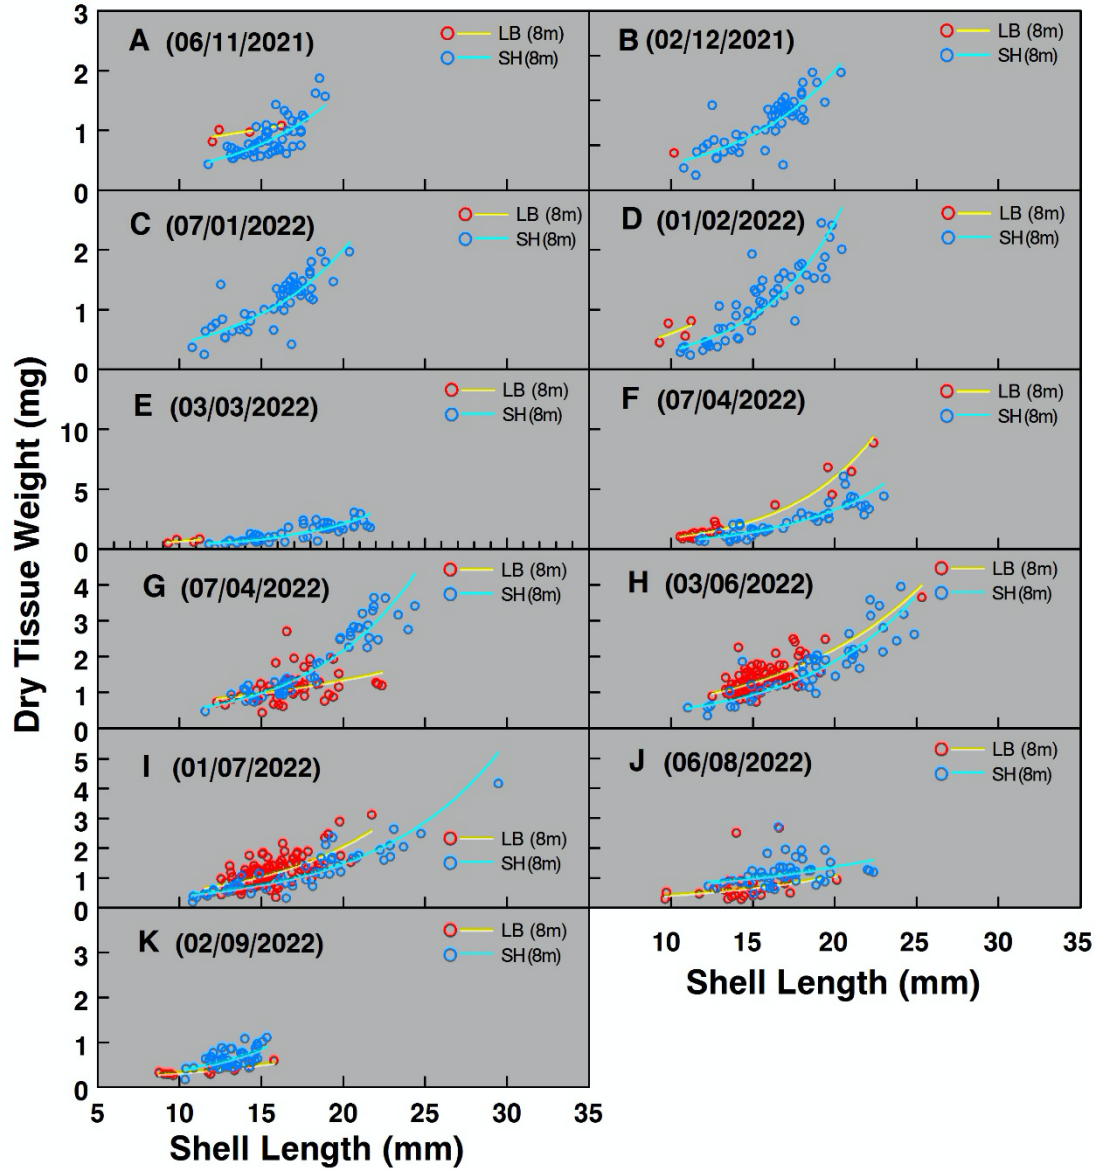 Dry Tissue Weight (mg)
3
2
1
0
A (06/11/2021)
LB (8m)
SH(8m)
B (02/12/2021)
LB (8m)
SH(8m)
2
1
0
C (07/01/2022)
LB (8m)
SH(8m)
D (01/02/2022)
LB (8m)
SH(8m)
10
5
0
E (03/03/2022)
LB (8m)
SH(8m)
F (07/04/2022)
LB (8m)
SH(8m)
4
3
2
1
0
G (07/04/2022)
LB (8m)
SH(8m)
H (03/06/2022)
LB (8m)
SH(8m)
5
4
3
2
1
0
I (01/07/2022)
LB (8m)
SH(8m)
J (06/08/2022)
LB (8m)
SH(8m)
10 15 20 25 30 35
Shell Length (mm)
3
2
1
0
K (02/09/2022)
LB (8m)
SH(8m)
5 10 15 20 25 30 35
Shell Length (mm)